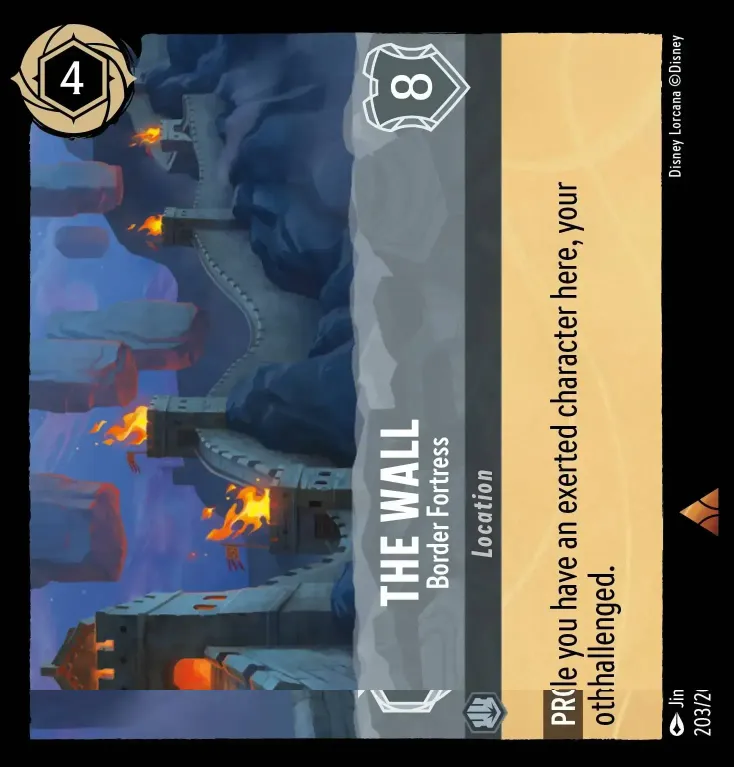 4
8
THE WALL
Border Fortress
Location
PROle you have an exerted character here, your
othhallenged.
Jin
203/2
Disney Lorcana ©Disney